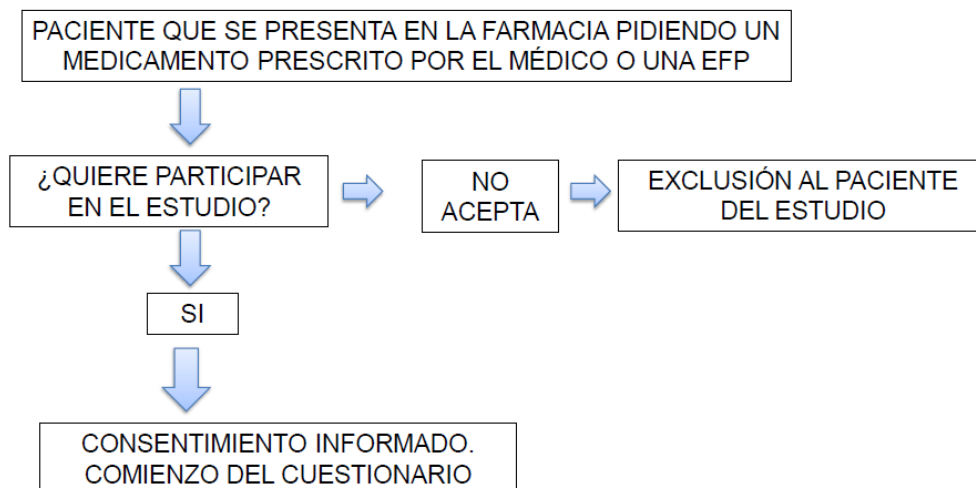 PACIENTE QUE SE PRESENTA EN LA FARMACIA PIDIENDO UN
MEDICAMENTO PRESCRITO POR EL MÉDICO O UNA EFP
¿QUIERE PARTICIPAR
EN EL ESTUDIO?
NO
ACEPTA
EXCLUSIÓN AL PACIENTE
DEL ESTUDIO
SI
CONSENTIMIENTO INFORMADO.
COMIENZO DEL CUESTIONARIO